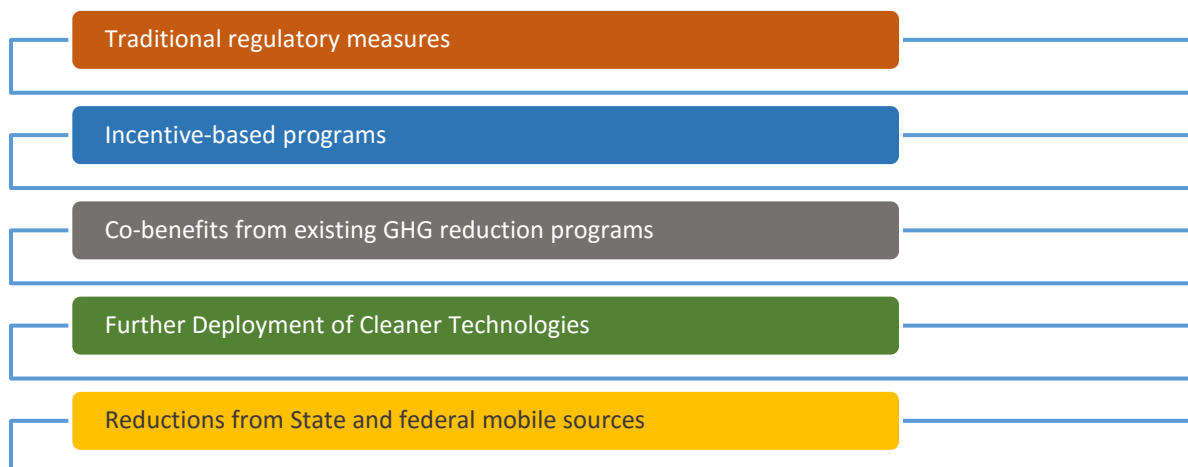 Traditional regulatory measures
Incentive-based programs
Co-benefits from existing GHG reduction programs
Further Deployment of Cleaner Technologies
Reductions from State and federal mobile sources